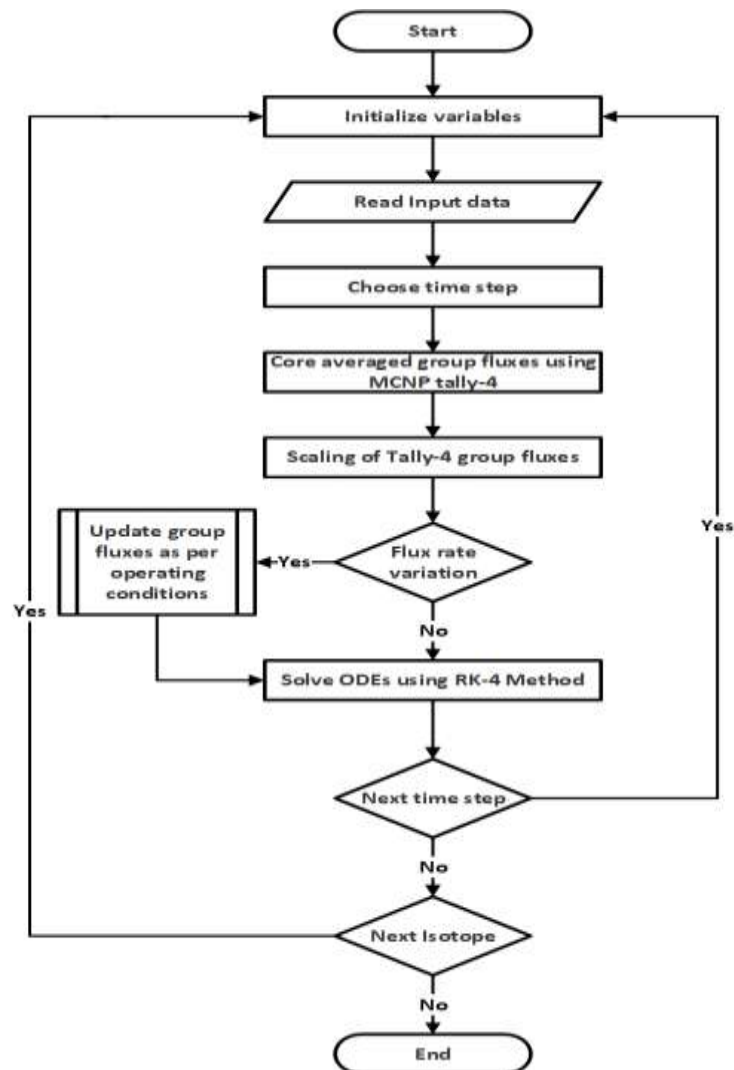 Start
Initialize variables
Read Input data
Choose time step
Core averaged group fluxes using
MCNP tally-4
Scaling of Tally-4 group fluxes
Flux rate
variation
Yes
Update group
fluxes as per
operating
conditions
No
Solve ODEs using RK-4 Method
Next time step
Yes
No
Next Isotope
Yes
No
End